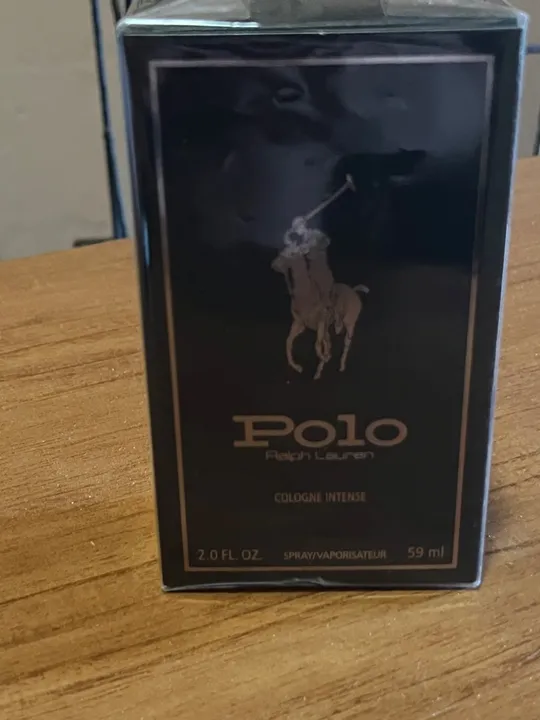 Polo
Ralph Lauren
COLOGNE INTENSE
2.0 FL. OZ. SPRAY/VAPORISATEUR 59 ml